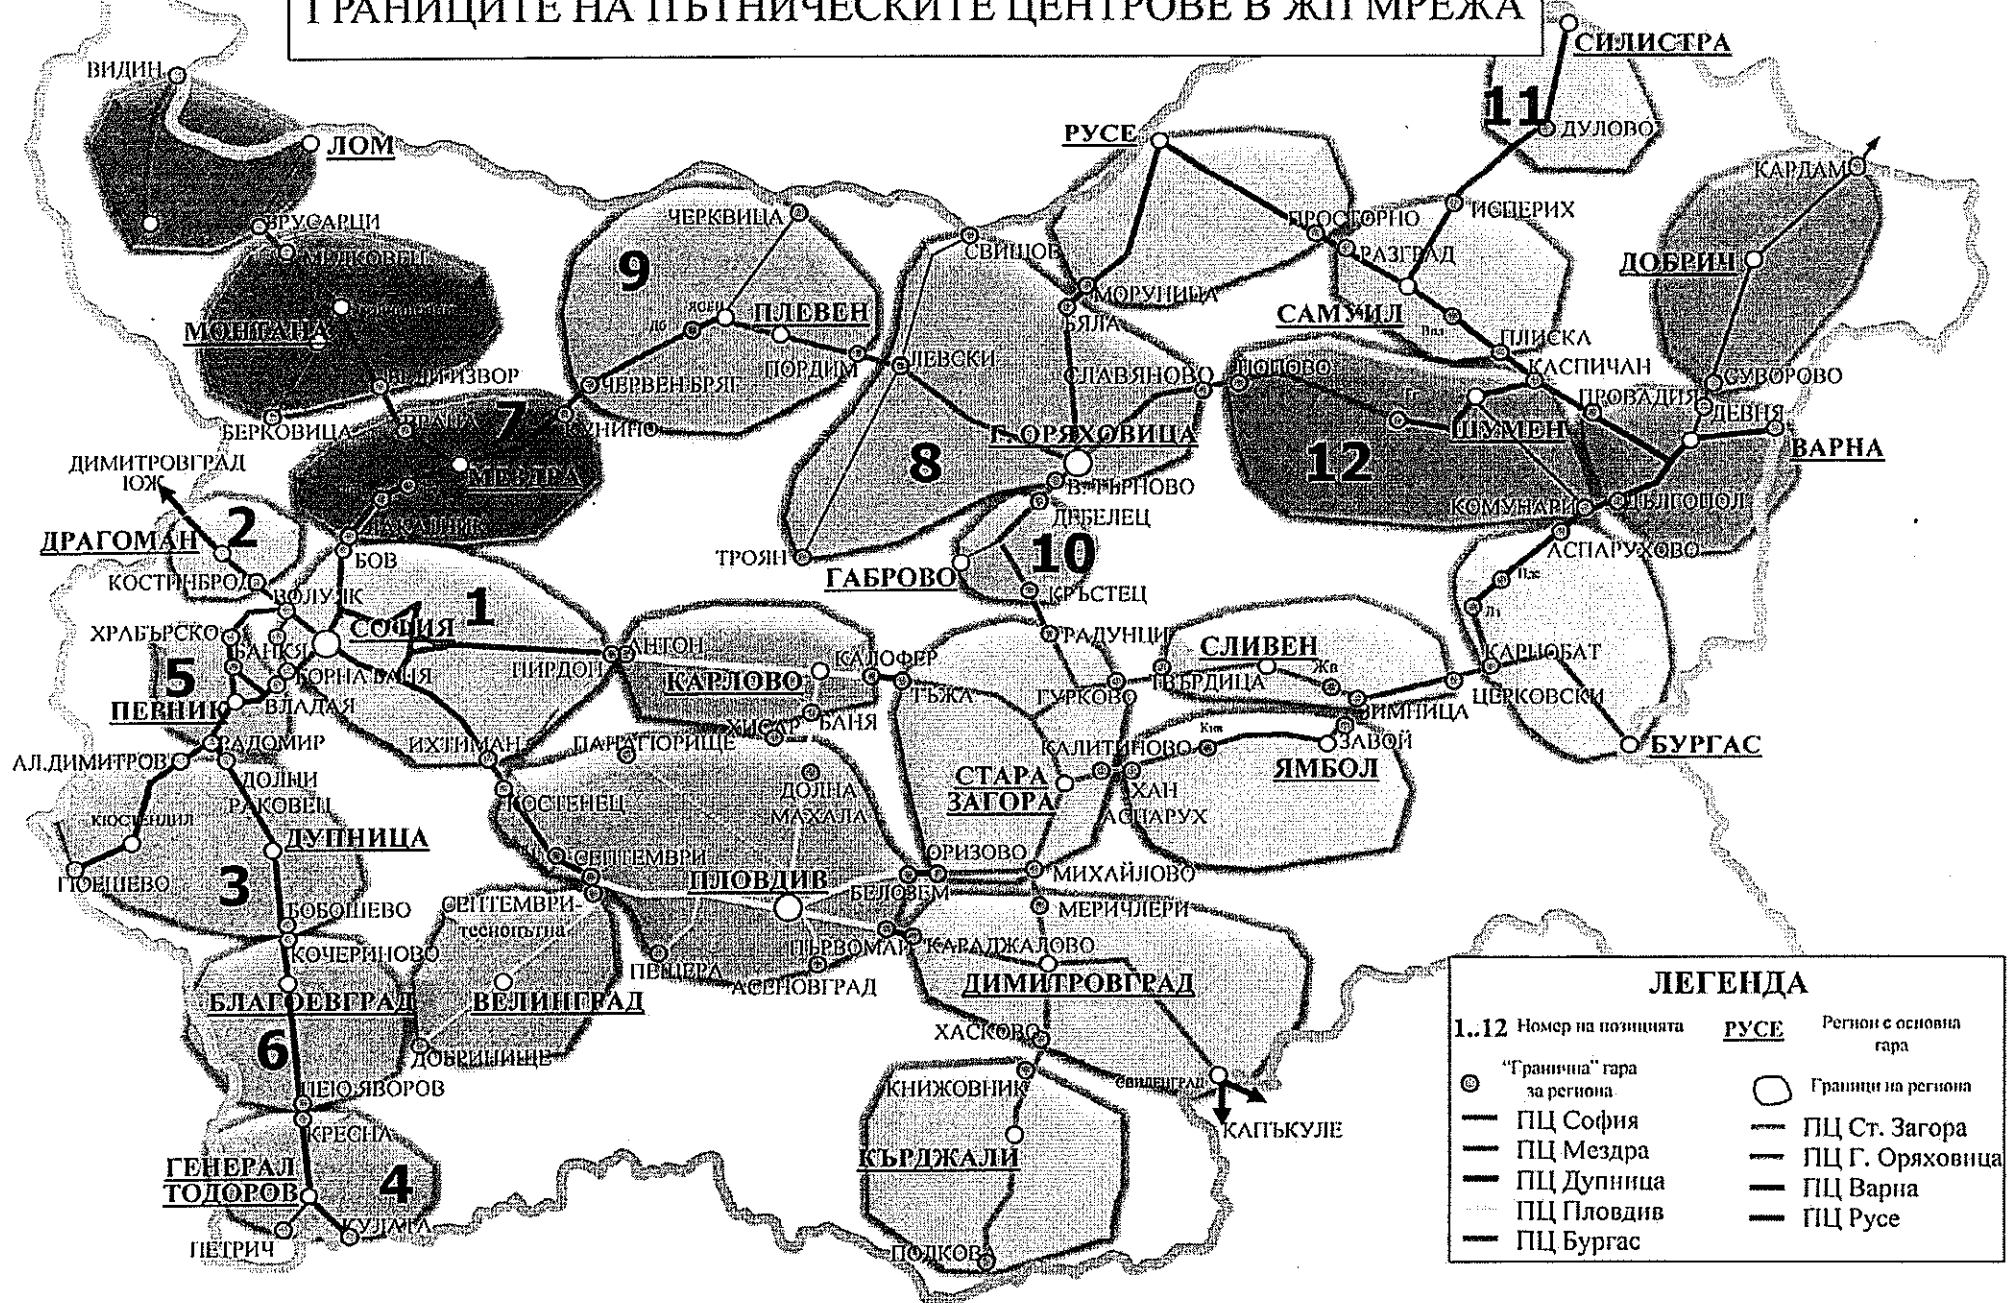 ГРАНИЦИТЕ НА ПЪТНИЧЕСКИТЕ ЦЕНТРОВЕ В ЖП МРЕЖА
СИЛИСТРА
ВИДИН
11
ДУЛОВО
РУСЕ
ЛОМ
КАРДАМ
БРУСАРЦИ
ЧЕРКВИЦА
ПРОСТОРНО
ИСПЕРИХ
МЕДКОВЕЦ
9
СВИЩОВ
РАЗГРАД
ДОБРИЧ
МОРУНИЦА
ЯСЕН
ПЛЕВЕН
БЯЛА
САМУИЛ
МОНТАНА
ПЛИСКА
ПОРДИМ
ЛЕВСКИ
КАСПИЧАН
СЛАВЯНОВО
ПОПОВО
СУВОРОВО
ЧЕРВЕН БРЯГ
ПРОВАДИЯ
ДЕВНЯ
БЕРКОВИЦА
7
КУНИНО
Г. ОРЯХОВИЦА
ШУМЕН
ВАРНА
ДИМИТРОВГРАД
ЮЖ
МЕЗДРА
8
12
В. ТЪРНОВО
КОМУНАРИ
ДЪЛГОПОЛ
ДЕБЕЛЕЦ
ДРАГОМАН
2
ЛАКАТНИК
БОВ
ТРОЯН
ГАБРОВО
10
АСПАРУХОВО
КОСТИНБРОД
ВОЛУЯК
1
КРЪСТЕЦ
ХРАБЪРСКО
СОФИЯ
РАДУНЦИ
БАНКЯ
ПИРДОП
АНТОН
КАЛОФЕР
СЛИВЕН
КАРНОБАТ
5
ГОРНА БАНЯ
КАРЛОВО
ТЪЖА
ГУРКОВО
ТВЪРДИЦА
ЦЕРКОВСКИ
ПЕРНИК
ВЛАДАЯ
ХИСАР
БАНЯ
ЗИМНИЦА
РАДОМИР
ИХТИМАН
ПАНАГЮРИЩЕ
КАЛИТИНОВО
ЗАВОЙ
БУРГАС
АЛ.ДИМИТРОВ
ДОЛНИ
РАКОВЕЦ
СТАРА
ЗАГОРА
ЯМБОЛ
КОСТЕНЕЦ
ДОЛНА
МАХАЛА
ХАН
АСПАРУХ
КЮСТЕНДИЛ
ДУПНИЦА
СЕПТЕМВРИ
ОРИЗОВО
ГЮЕШЕВО
3
ПЛОВДИВ
БЕЛОЗЕМ
МИХАЙЛОВО
БОБОШЕВО
СЕПТЕМВРИ-
теснопътна
МЕРИЧЛЕРИ
КОЧЕРИНОВО
ПЪРВОМАЙ
КАРАДЖАЛОВО
ПЕЩЕРА
АСЕНОВГРАД
ДИМИТРОВГРАД
БЛАГОЕВГРАД
ВЕЛИНГРАД
6
ДОБРИНИЩЕ
ХАСКОВО
ПЕЮ ЯВОРОВ
КНИЖОВНИК
СВИЛЕНГРАД
КРЕСНА
КАПЪКУЛЕ
ГЕНЕРАЛ
ТОДОРОВ
4
КЪРДЖАЛИ
КУЛАТА
ПЕТРИЧ
ПОДКОВА
ЛЕГЕНДА
1..12 Номер на позицията
РУСЕ Регион с основна
гара
"Гранична" гара
за региона
Граници на региона
ПЦ София
ПЦ Мездра
ПЦ Дупница
ПЦ Пловдив
ПЦ Бургас
ПЦ Ст. Загора
ПЦ Г. Оряховица
ПЦ Варна
ПЦ Русе